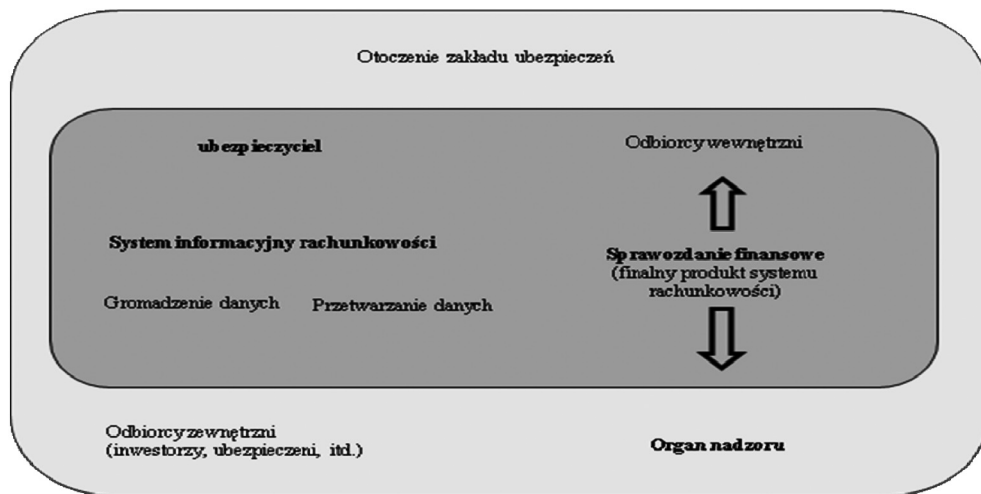 Otoczenie zakładu ubezpieczeń
ubezpieczyciel
Odbiorcy wewnętrzni
System informacyjny rachunkowości
Gromadzenie danych
Przetwarzanie danych
Sprawozdanie finansowe
(finalny produkt systemu
rachunkowości)
Odbiorcy zewnętrzni
(inwestorzy, ubezpieczeni, itd.)
Organ nadzoru